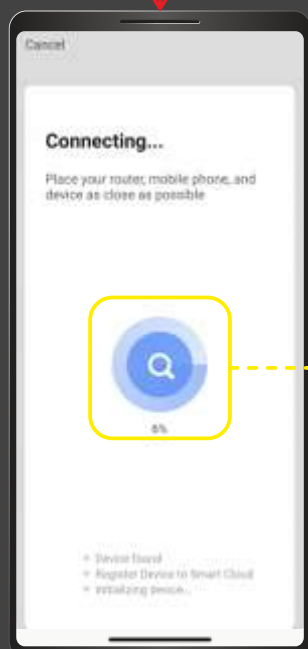 Cancel
Connecting...
Place your router, mobile phone, and
device as close as possible
6%
Device found
Register Device to Smart Cloud
Initializing device...